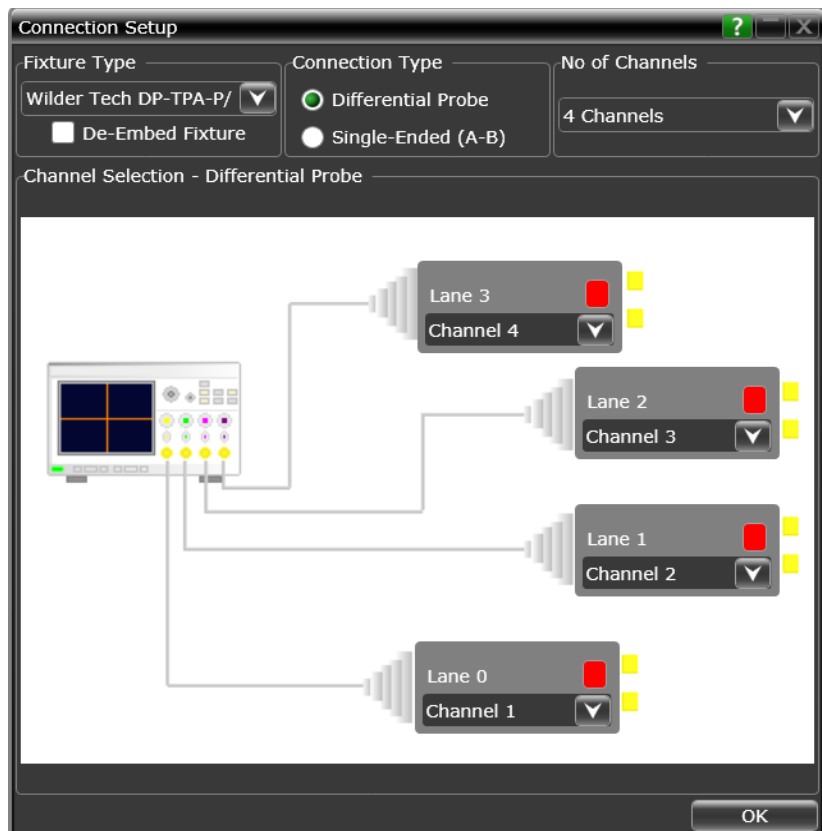 Connection Setup
?
Fixture Type
Wilder Tech DP-TPA-P/
De-Embed Fixture
Connection Type
Differential Probe
Single-Ended (A-B)
No of Channels
4 Channels
Channel Selection - Differential Probe
Lane 3
Channel 4
Lane 2
Channel 3
Lane 1
Channel 2
Lane 0
Channel 1
OK